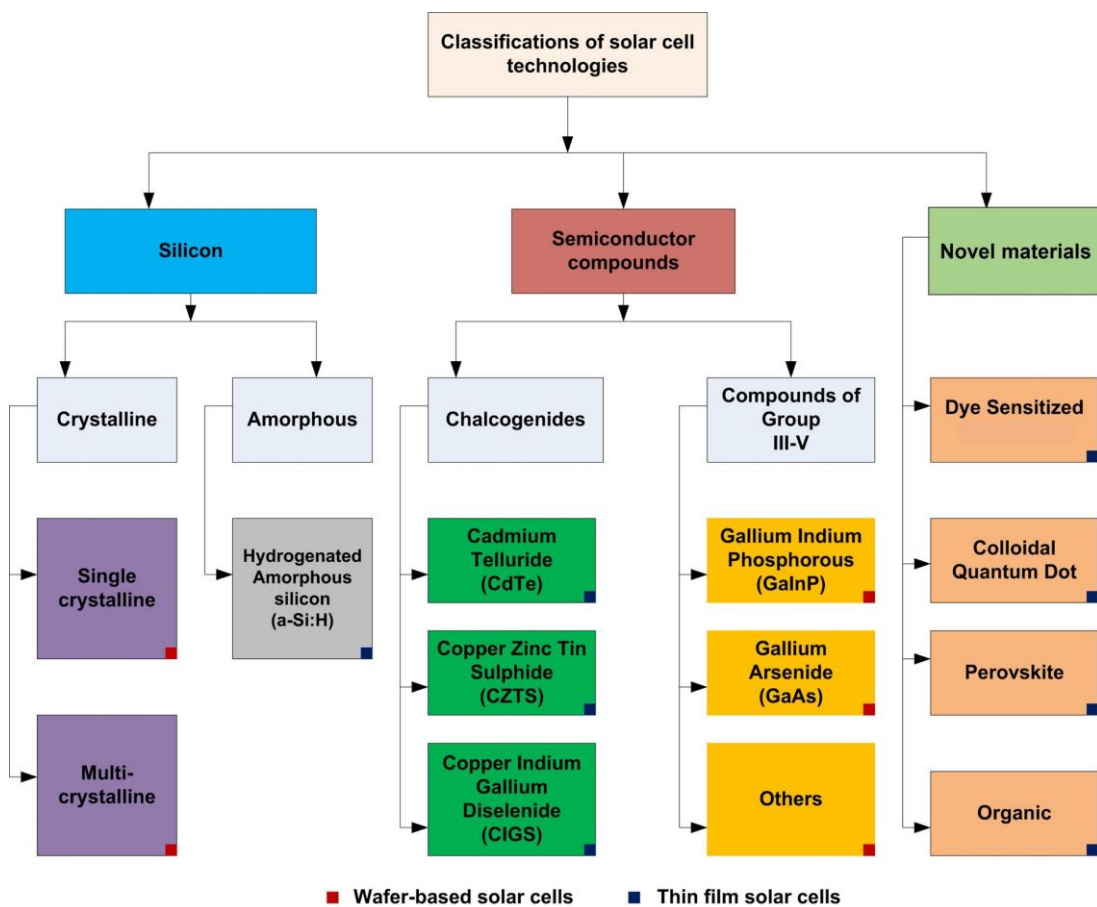 Classifications of solar cell
technologies
Silicon
Semiconductor
compounds
Novel materials
Crystalline
Amorphous
Chalcogenides
Compounds of
Group
III-V
Dye Sensitized
Single
crystalline
Hydrogenated
Amorphous
silicon
(a-Si:H)
Cadmium
Telluride
(CdTe)
Gallium Indium
Phosphorous
(GaInP)
Colloidal
Quantum Dot
Copper Zinc Tin
Sulphide
(CZTS)
Gallium
Arsenide
(GaAs)
Perovskite
Multi-
crystalline
Copper Indium
Gallium
Diselenide
(CIGS)
Others
Organic
Wafer-based solar cells
Thin film solar cells